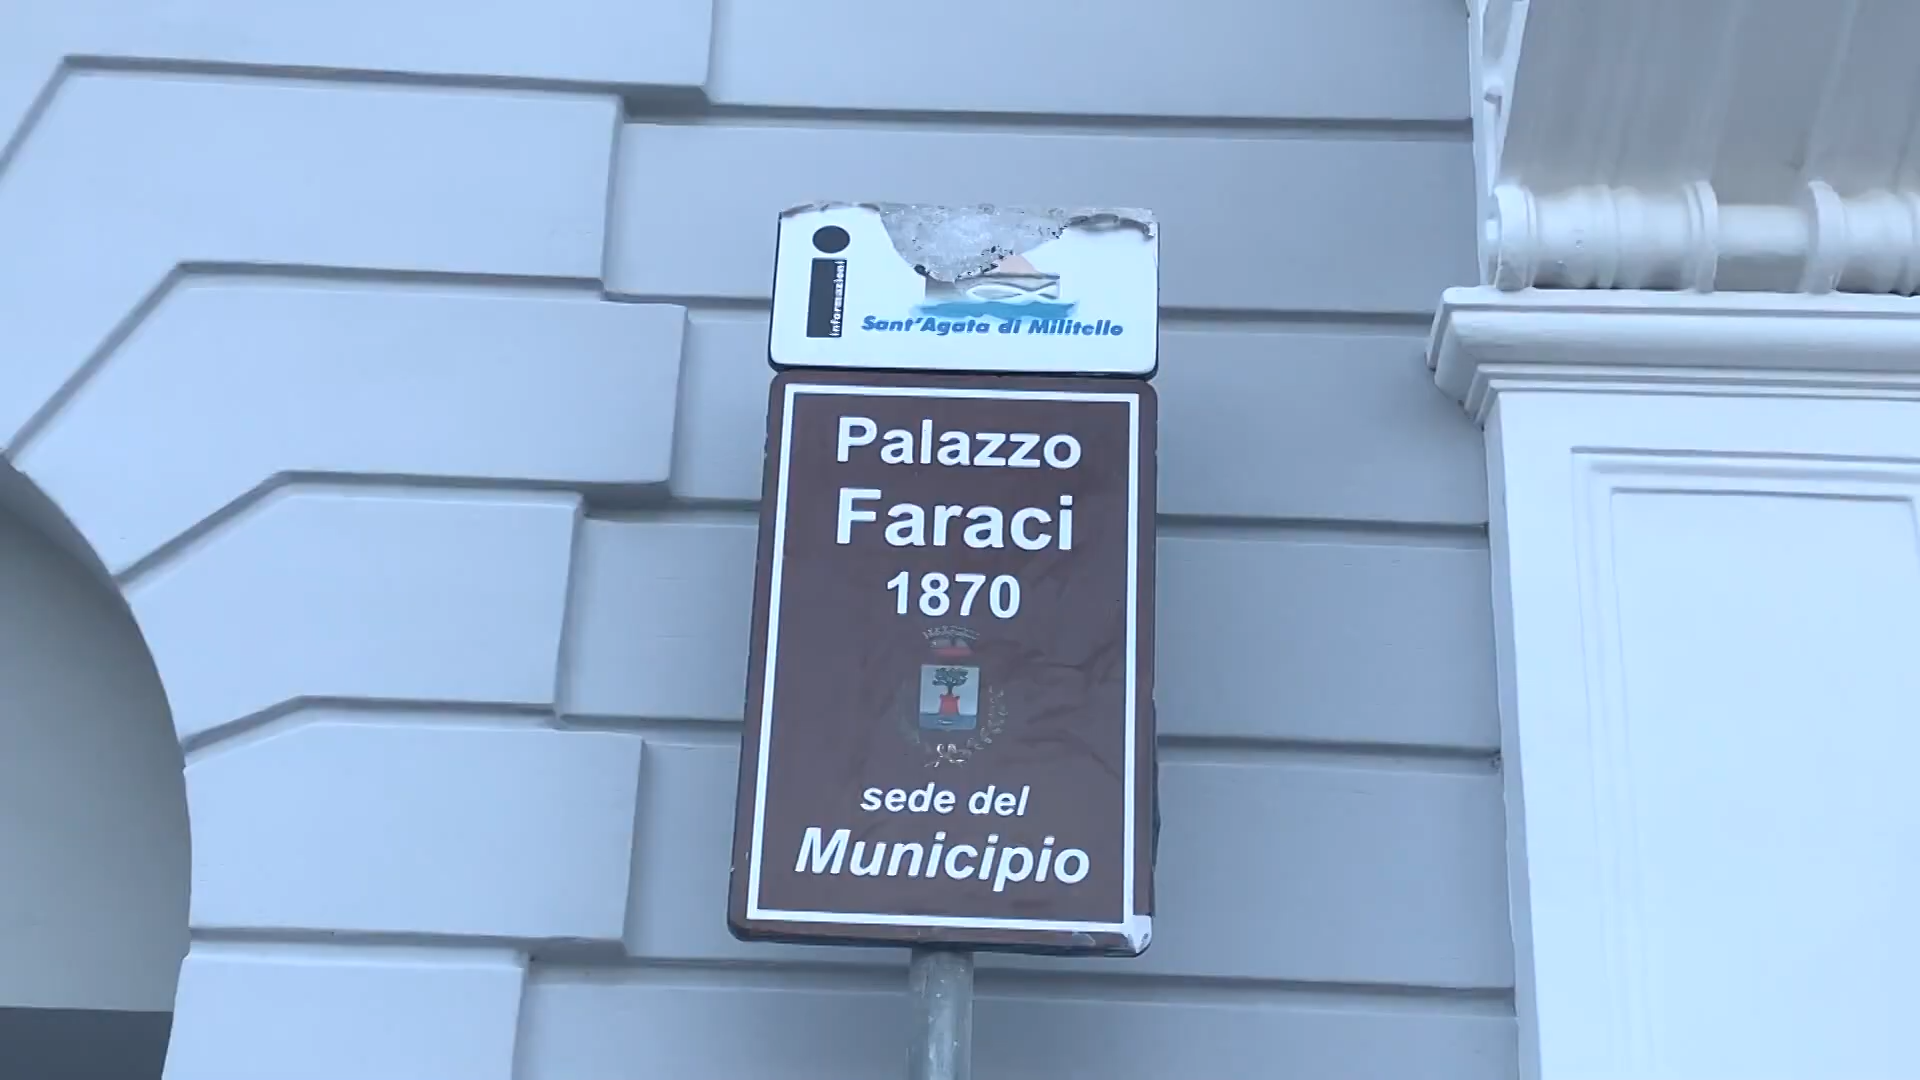 informazioni
Sant'Agata di Militello
Palazzo
Faraci
1870
sede del
Municipio